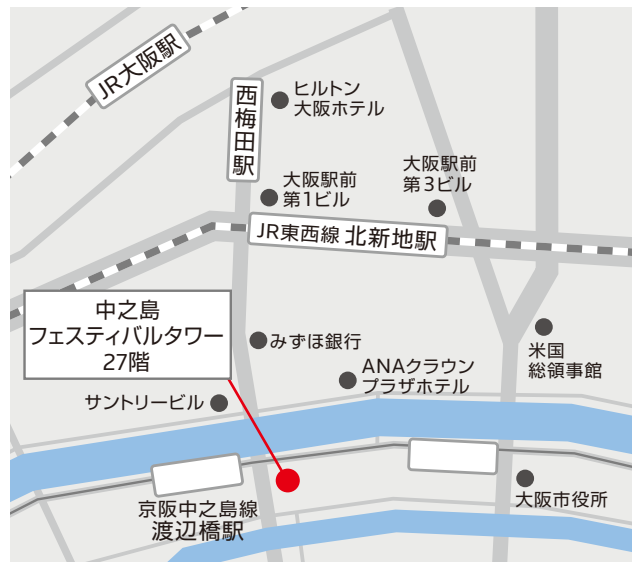 JR大阪駅
西梅田駅
ヒルトン
大阪ホテル
大阪駅前
第1ビル
大阪駅前
第3ビル
JR東西線 北新地駅
中之島
フェスティバルタワー
27階
みずほ銀行
米国
総領事館
ANAクラウン
プラザホテル
サントリービル
京阪中之島線
渡辺橋駅
大阪市役所